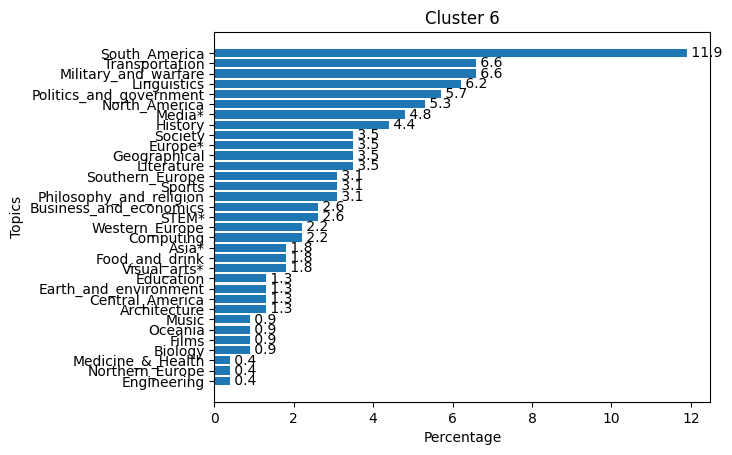 Cluster 6
South_America 11.9
Transportation 6.6
Military_and_warfare 6.6
Linguistics 6.2
Politics_and_government 5.7
North_America 5.3
Media* 4.8
History 4.4
Society 3.5
Europe* 3.5
Geographical 3.5
Literature 3.5
Southern_Europe 3.1
Sports 3.1
Philosophy_and_religion 3.1
Business_and_economics 2.6
STEM* 2.6
Western_Europe 2.2
Computing 2.2
Asia* 1.8
Food_and_drink 1.8
Visual_arts* 1.8
Education 1.3
Earth_and_environment 1.3
Central_America 1.3
Architecture 1.3
Music 0.9
Oceania 0.9
Films 0.9
Biology 0.9
Medicine_&_Health 0.4
Northern_Europe 0.4
Engineering 0.4
Topics
0 2 4 6 8 10 12
Percentage